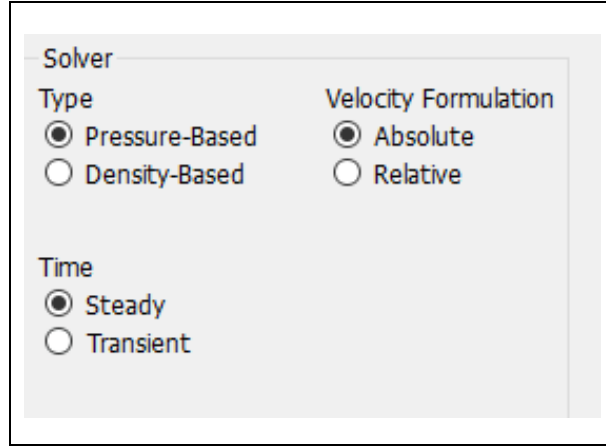 Solver
Type
Pressure-Based
Density-Based
Velocity Formulation
Absolute
Relative
Time
Steady
Transient